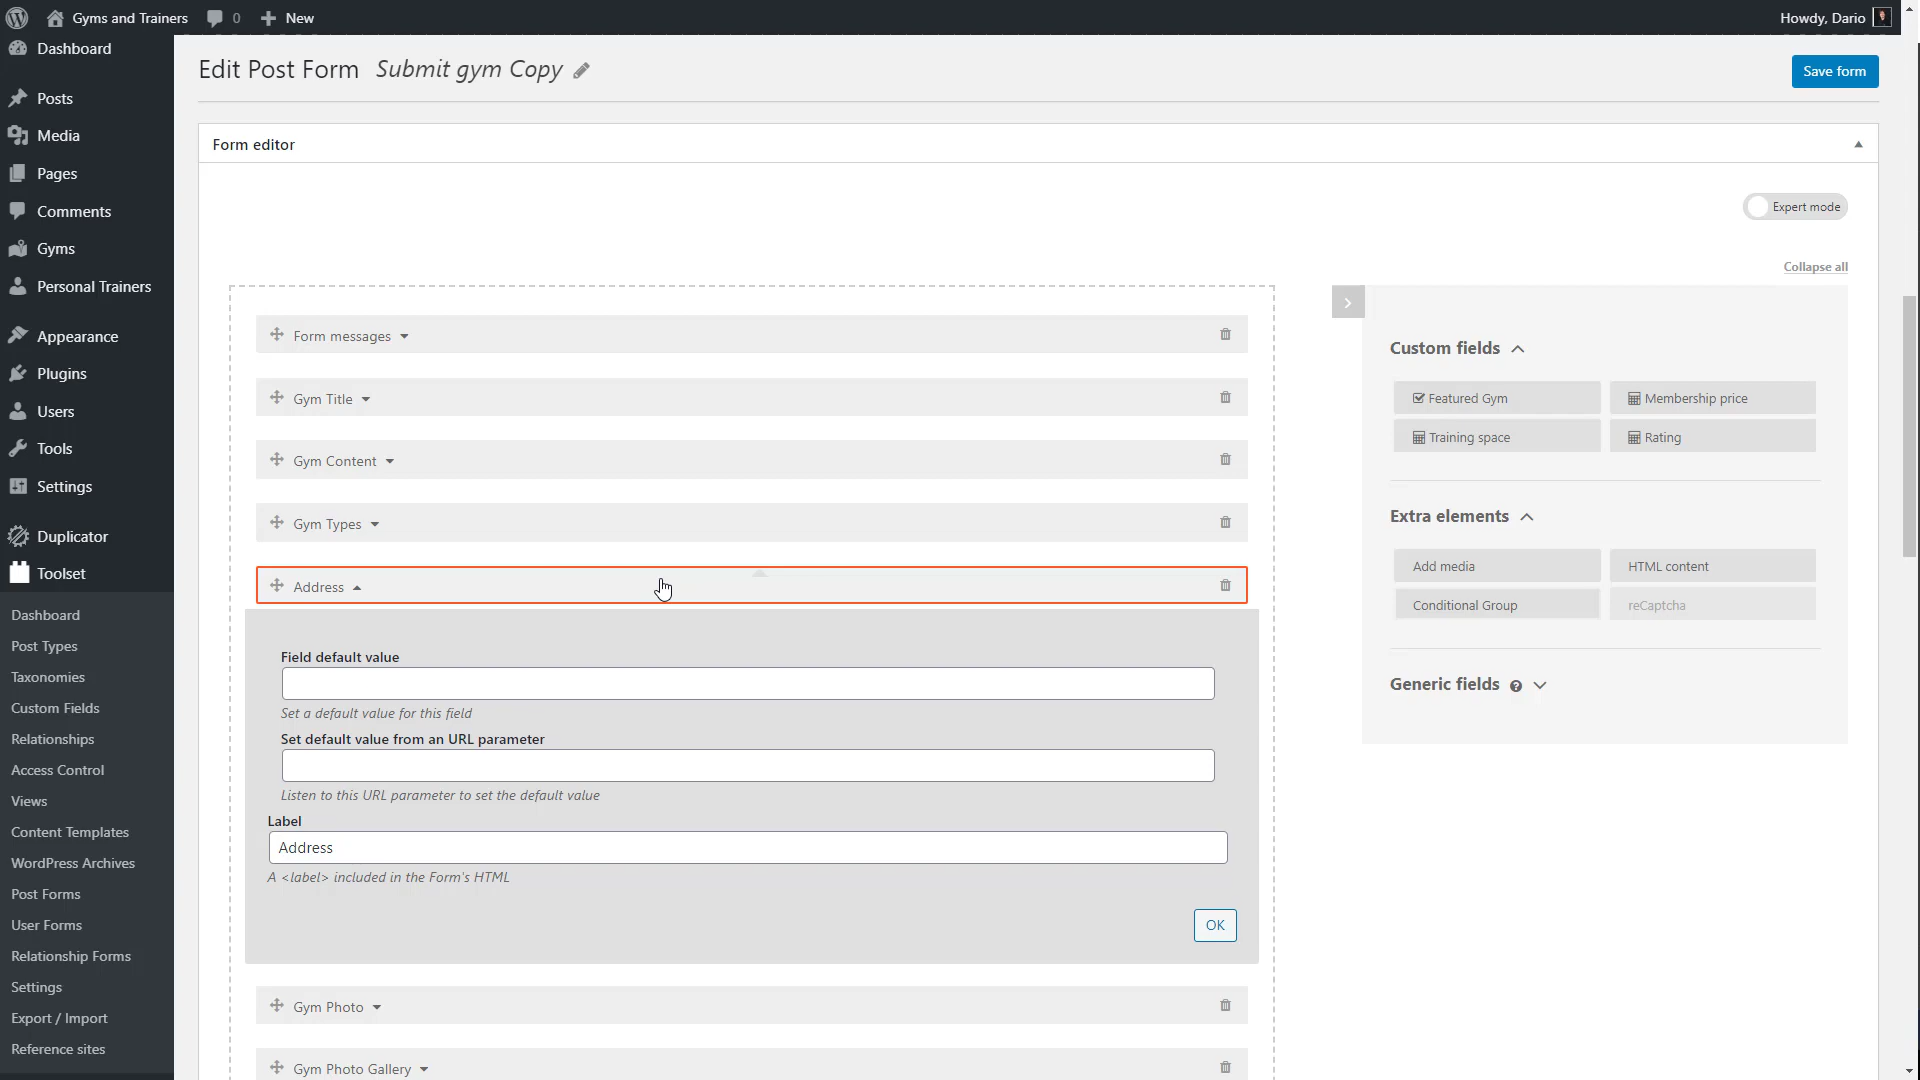 Gyms and Trainers
0
New
Howdy, Dario
Dashboard
Posts
Media
Pages
Comments
Gyms
Personal Trainers
Appearance
Plugins
Users
Tools
Settings
Duplicator
Toolset
Dashboard
Post Types
Taxonomies
Custom Fields
Relationships
Access Control
Views
Content Templates
WordPress Archives
Post Forms
User Forms
Relationship Forms
Settings
Export / Import
Reference sites
Edit Post Form Submit gym Copy
Save form
Form editor
Expert mode
Collapse all
Form messages
Gym Title
Gym Content
Gym Types
Address
Field default value
Set a default value for this field
Set default value from an URL parameter
Listen to this URL parameter to set the default value
Label
Address
A <label> included in the Form's HTML
OK
Gym Photo
Gym Photo Gallery
Custom fields
Featured Gym
Membership price
Training space
Rating
Extra elements
Add media
HTML content
Conditional Group
reCaptcha
Generic fields